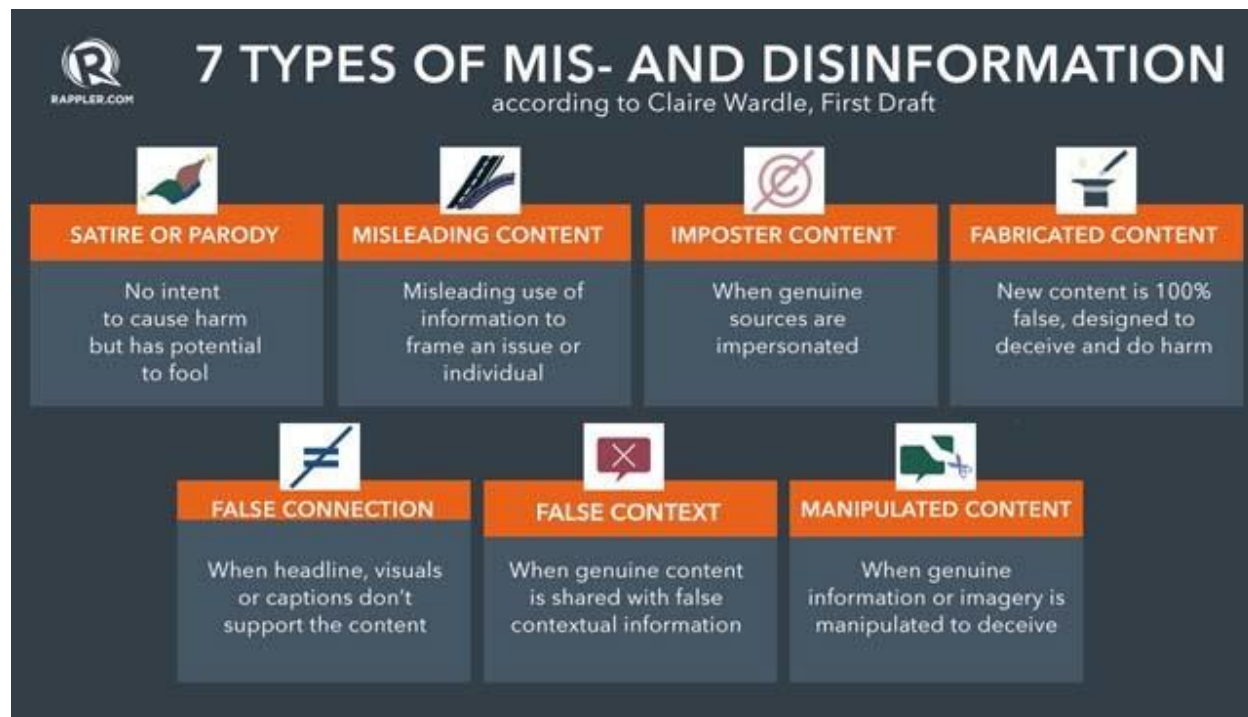 R
RAPPLER.COM
7 TYPES OF MIS- AND DISINFORMATION
according to Claire Wardle, First Draft
SATIRE OR PARODY
No intent
to cause harm
but has potential
to fool
MISLEADING CONTENT
Misleading use of
information to
frame an issue or
individual
IMPOSTER CONTENT
When genuine
sources are
impersonated
FABRICATED CONTENT
New content is 100%
false, designed to
deceive and do harm
FALSE CONNECTION
When headline, visuals
or captions don't
support the content
FALSE CONTEXT
When genuine content
is shared with false
contextual information
MANIPULATED CONTENT
When genuine
information or imagery is
manipulated to deceive